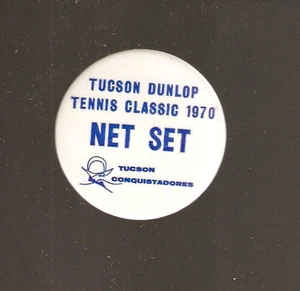 TUCSON DUNLOP
TENNIS CLASSIC 1970
NET SET
TUCSON
CONQUISTADORES